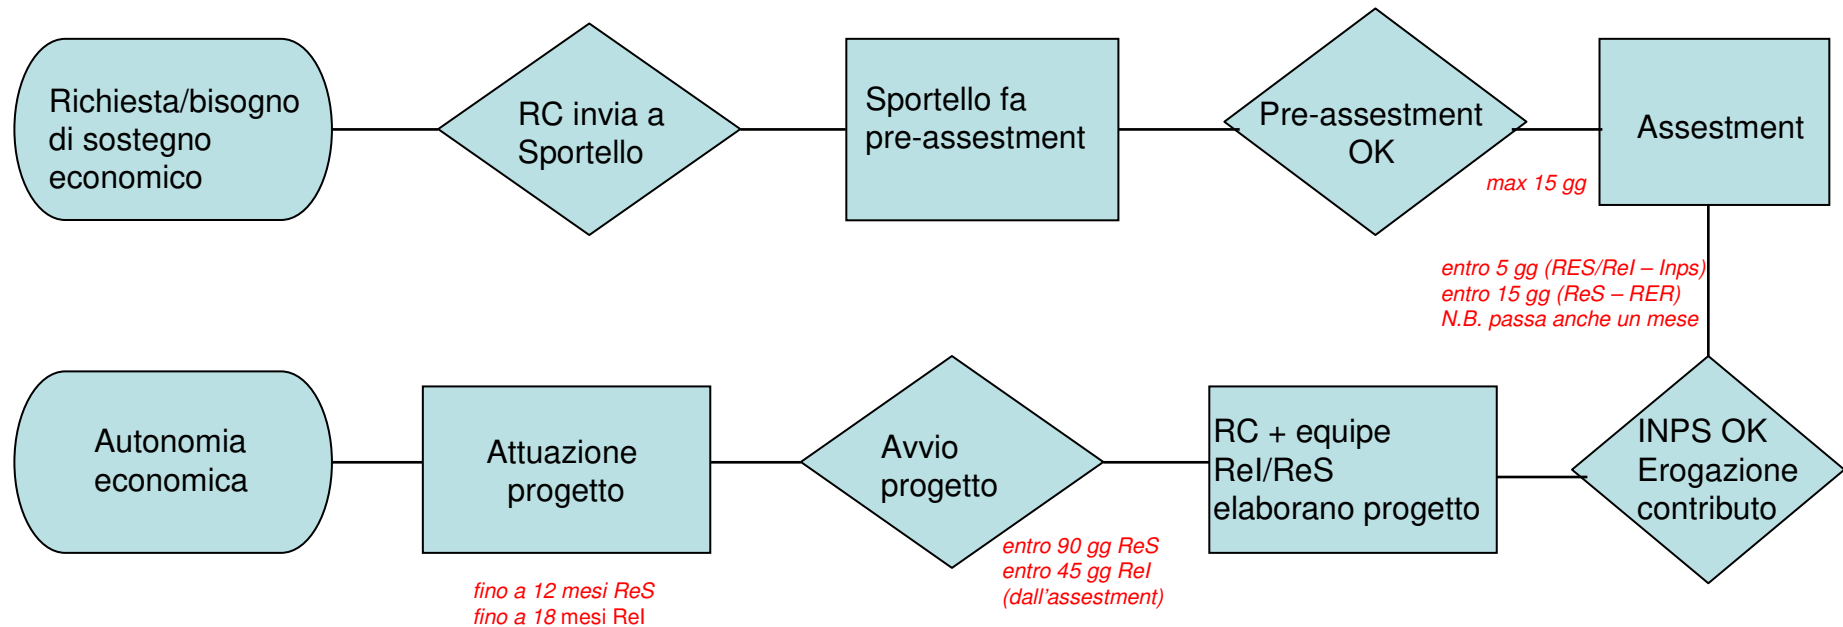 Richiesta/bisogno
di sostegno
economico
RC invia a
Sportello
Sportello fa
pre-assestment
Pre-assestment
OK
max 15 gg
Assestment
entro 5 gg (RES/ReI – Inps)
entro 15 gg (ReS – RER)
N.B. passa anche un mese
INPS OK
Erogazione
contributo
RC + equipe
ReI/ReS
elaborano progetto
Avvio
progetto
entro 90 gg ReS
entro 45 gg ReI
(dall'assestment)
Attuazione
progetto
fino a 12 mesi ReS
fino a 18 mesi ReI
Autonomia
economica